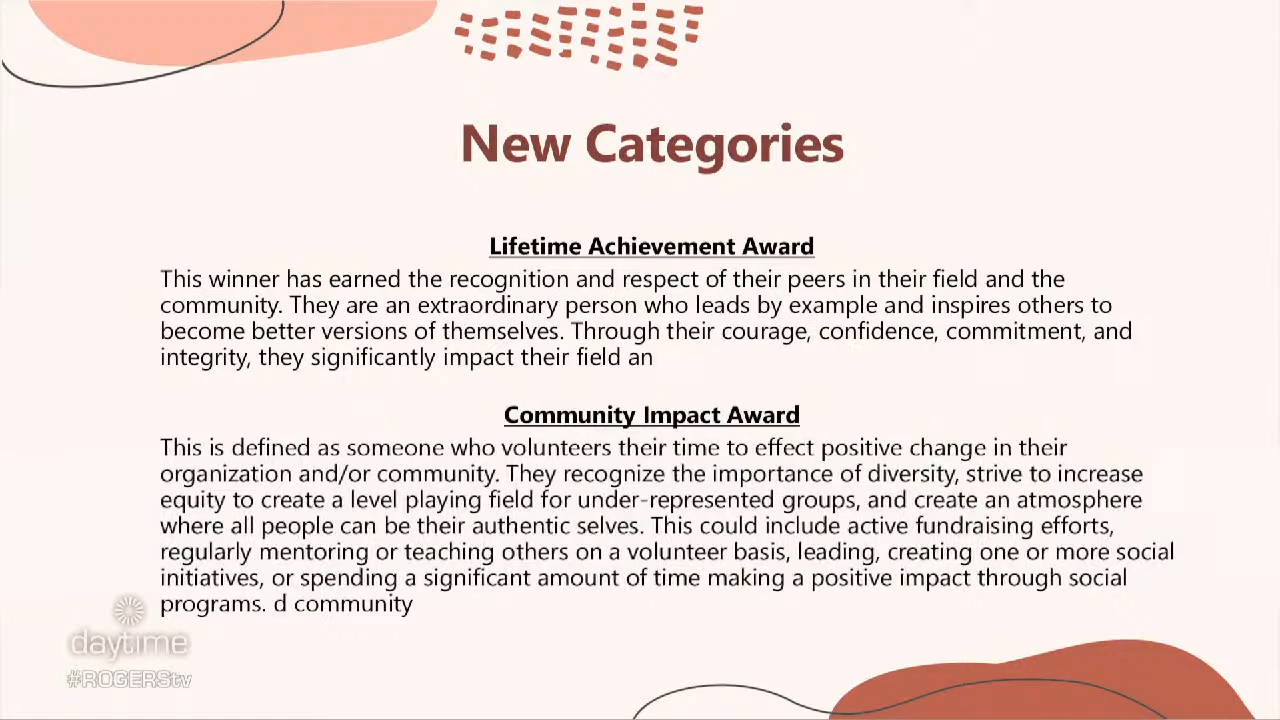 New Categories
Lifetime Achievement Award
This winner has earned the recognition and respect of their peers in their field and the
community. They are an extraordinary person who leads by example and inspires others to
become better versions of themselves. Through their courage, confidence, commitment, and
integrity, they significantly impact their field an
Community Impact Award
This is defined as someone who volunteers their time to effect positive change in their
organization and/or community. They recognize the importance of diversity, strive to increase
equity to create a level playing field for under-represented groups, and create an atmosphere
where all people can be their authentic selves. This could include active fundraising efforts,
regularly mentoring or teaching others on a volunteer basis, leading, creating one or more social
initiatives, or spending a significant amount of time making a positive impact through social
programs. d community
daytime
#ROGERStv